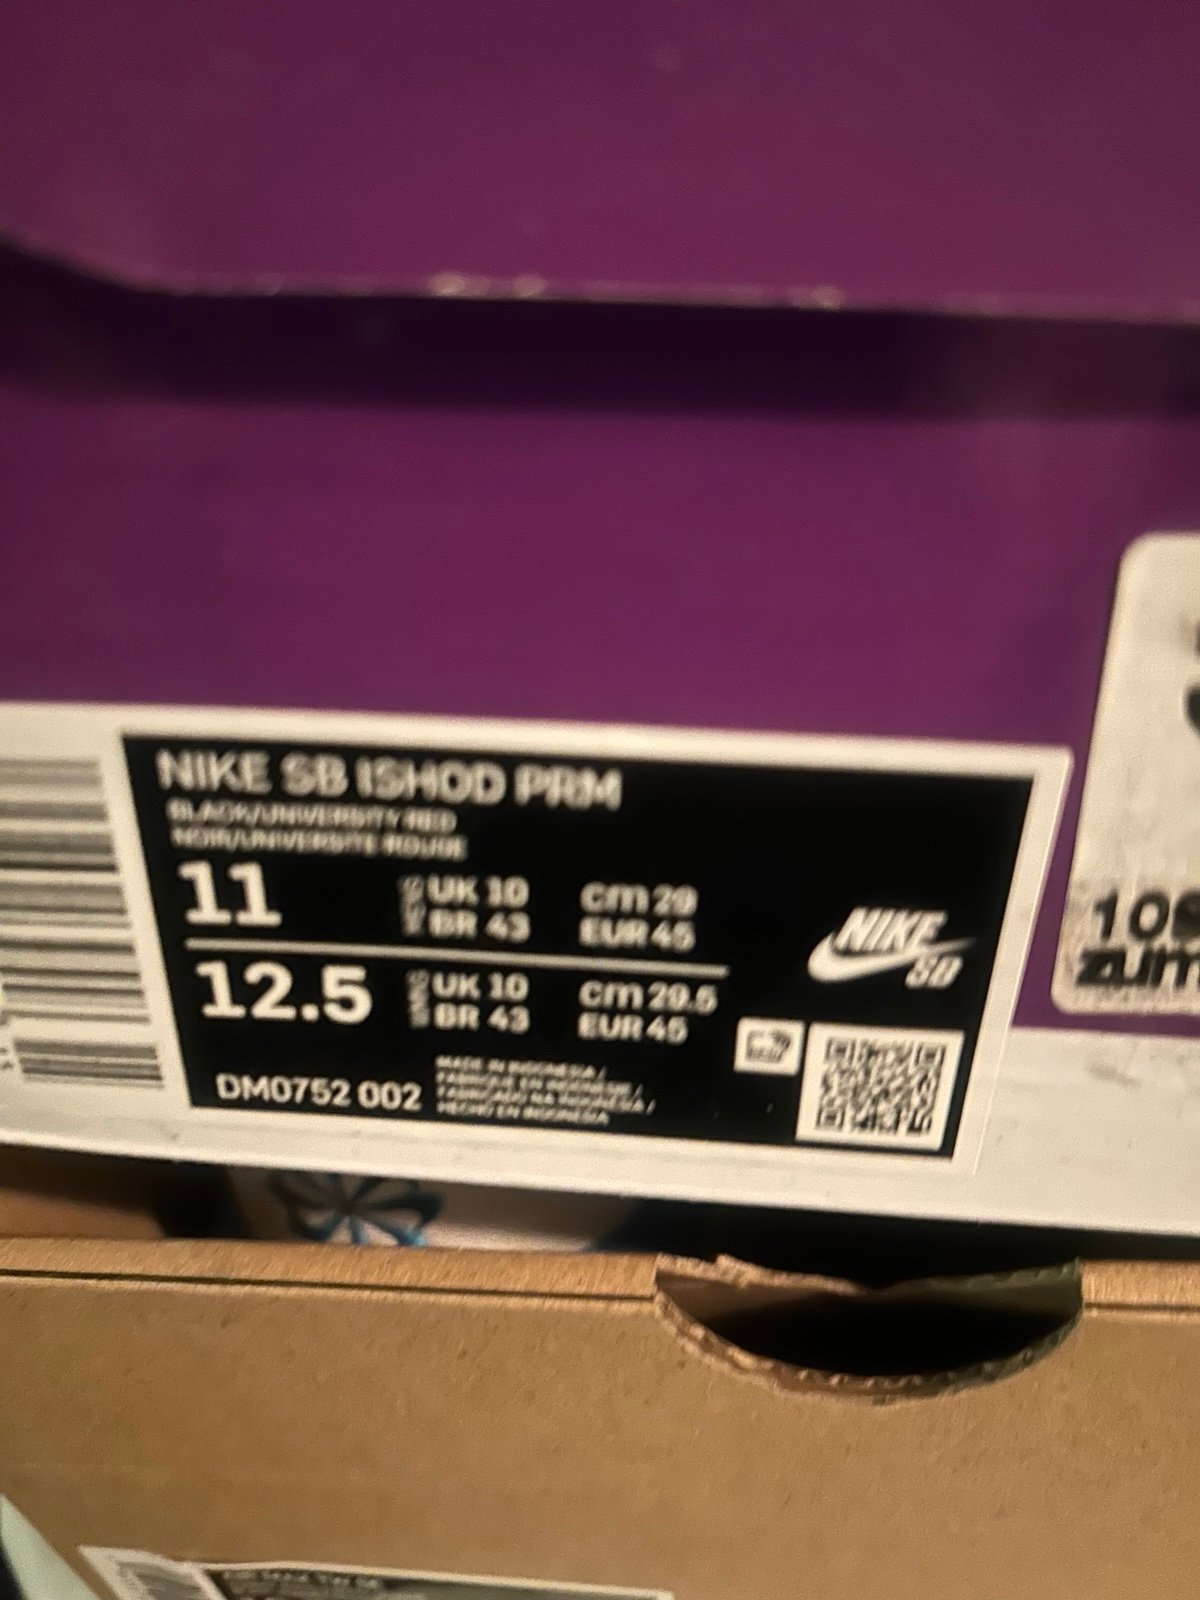 NIKE SB ISHOD PRM
BLACK/UNIVERSITY RED
NOIR/UNIVERSITE ROUGE
11 UK 10 cm 29
BR 43 EUR 45
12.5 UK 10 cm 29.5
BR 43 EUR 45
DM0752 002
MADE IN INDONESIA /
FABRIQUE EN INDONESIE /
FABRICADO NA INDONESIA /
HECHO EN INDONESIA
NIKE
SB
10
zum